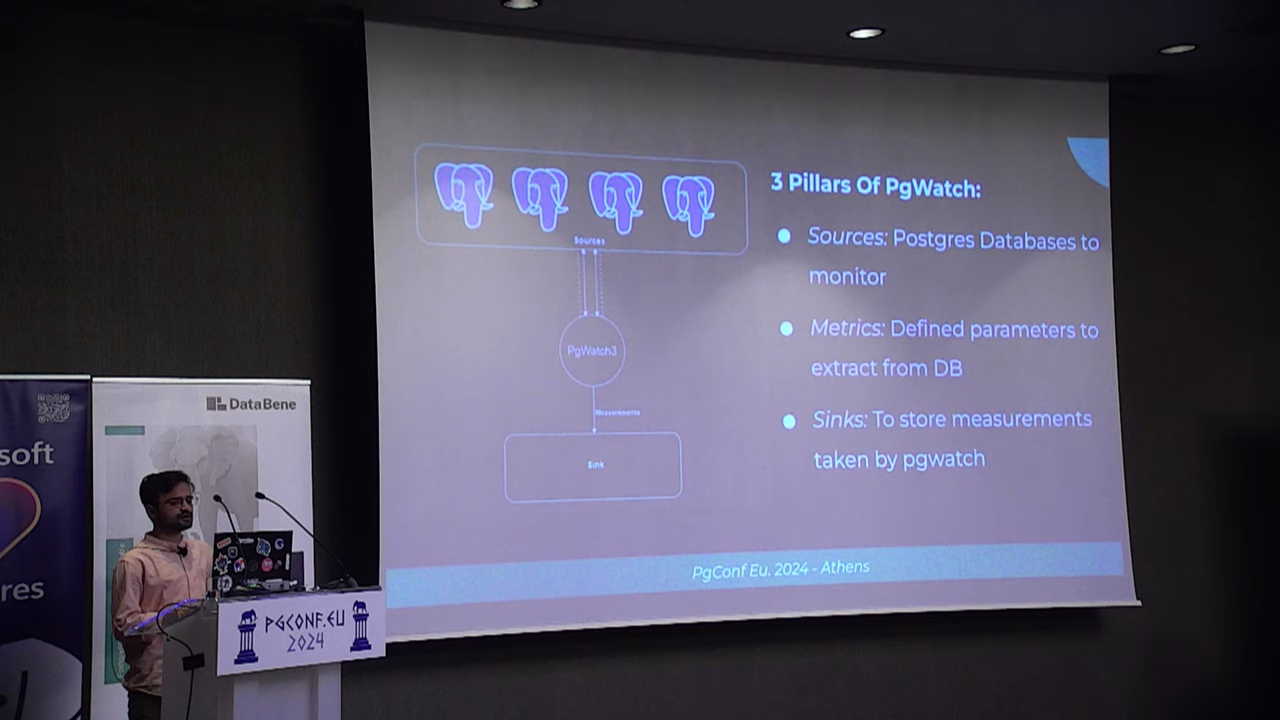 3 Pillars Of PgWatch:
Sources: Postgres Databases to
monitor
Metrics: Defined parameters to
extract from DB
Sinks: To store measurements
taken by pgwatch
Sources
PgWatch3
Measurements
Sink
PgConf Eu. 2024 - Athens
DataBene
soft
res
PGCONF.EU
2024